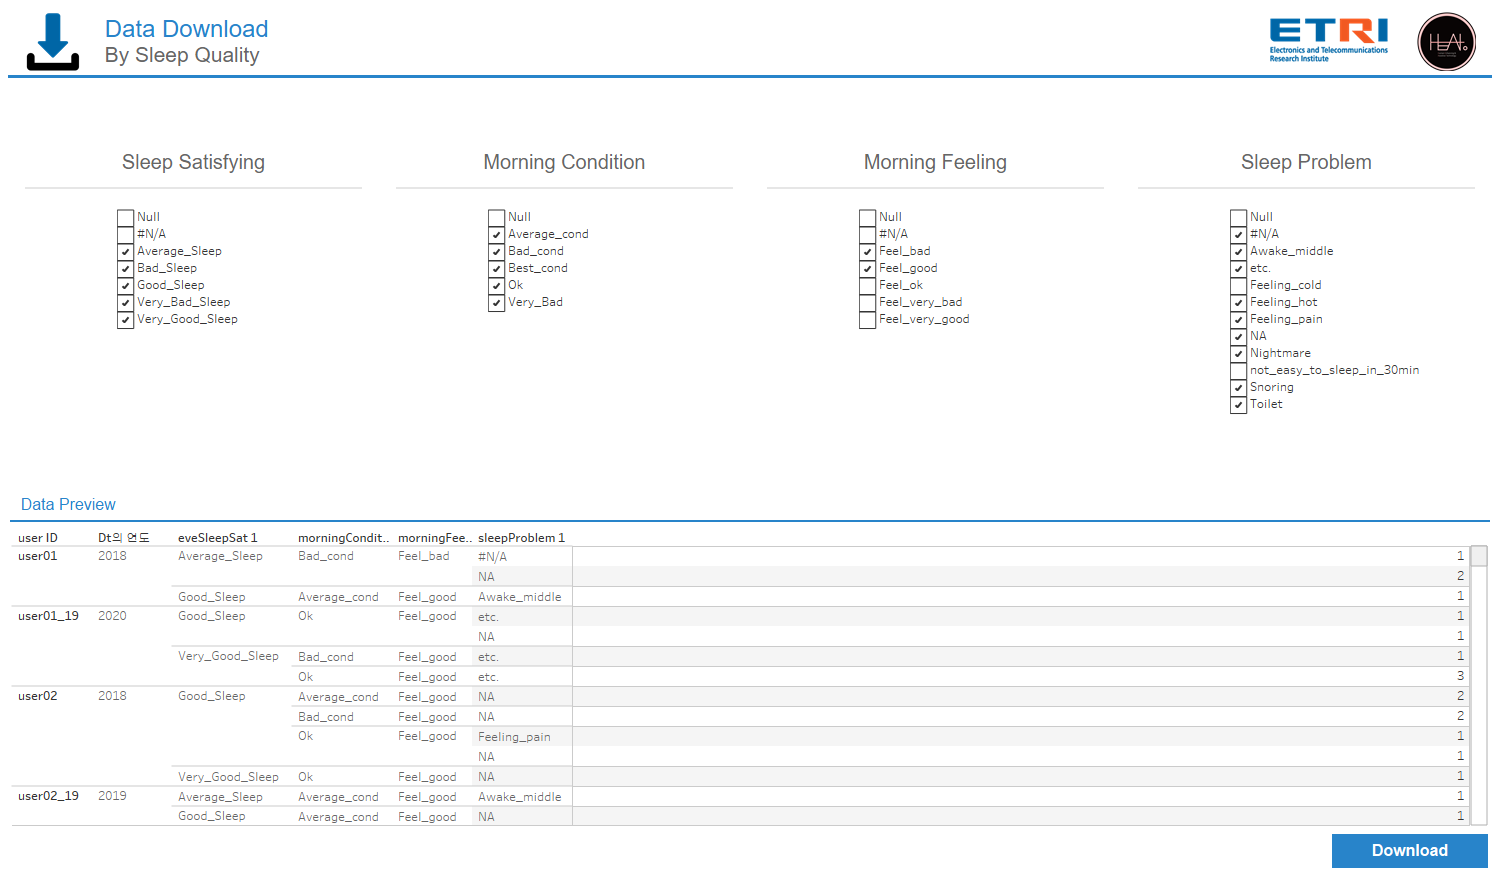 Data Download
By Sleep Quality
ETRI
Electronics and Telecommunications
Research Institute
Sleep Satisfying
Null
#N/A
Average_Sleep
Bad_Sleep
Good_Sleep
Very_Bad_Sleep
Very_Good_Sleep
Morning Condition
Null
Average_cond
Bad_cond
Best_cond
Ok
Very_Bad
Morning Feeling
Null
#N/A
Feel_bad
Feel_good
Feel_ok
Feel_very_bad
Feel_very_good
Sleep Problem
Null
#N/A
Awake_middle
etc.
Feeling_cold
Feeling_hot
Feeling_pain
NA
Nightmare
not_easy_to_sleep_in_30min
Snoring
Toilet
Data Preview
user ID Dt의 연도 eveSleepSat 1 morningCondit.. morningFee.. sleepProblem 1
user01 2018 Average_Sleep Bad_cond Feel_bad #N/A 1
NA 2
Good_Sleep Average_cond Feel_good Awake_middle 1
user01_19 2020 Good_Sleep Ok Feel_good etc. 1
NA 1
Very_Good_Sleep Bad_cond Feel_good etc. 1
Ok Feel_good etc. 3
user02 2018 Good_Sleep Average_cond Feel_good NA 2
Bad_cond Feel_good NA 2
Ok Feel_good Feeling_pain 1
NA 1
Very_Good_Sleep Ok Feel_good NA 1
user02_19 2019 Average_Sleep Average_cond Feel_good Awake_middle 1
Good_Sleep Average_cond Feel_good NA 1
Download